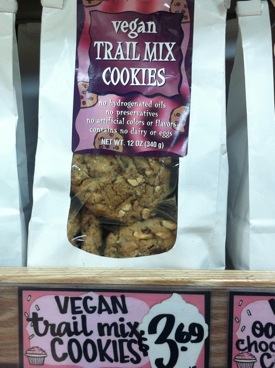 vegan
TRAIL MIX
COOKIES
no hydrogenated oils
no preservatives
no artificial colors or flavors
contains no dairy or eggs
NET WT. 12 OZ (340 g)
VEGAN
trail mix
COOKIES
$3.69